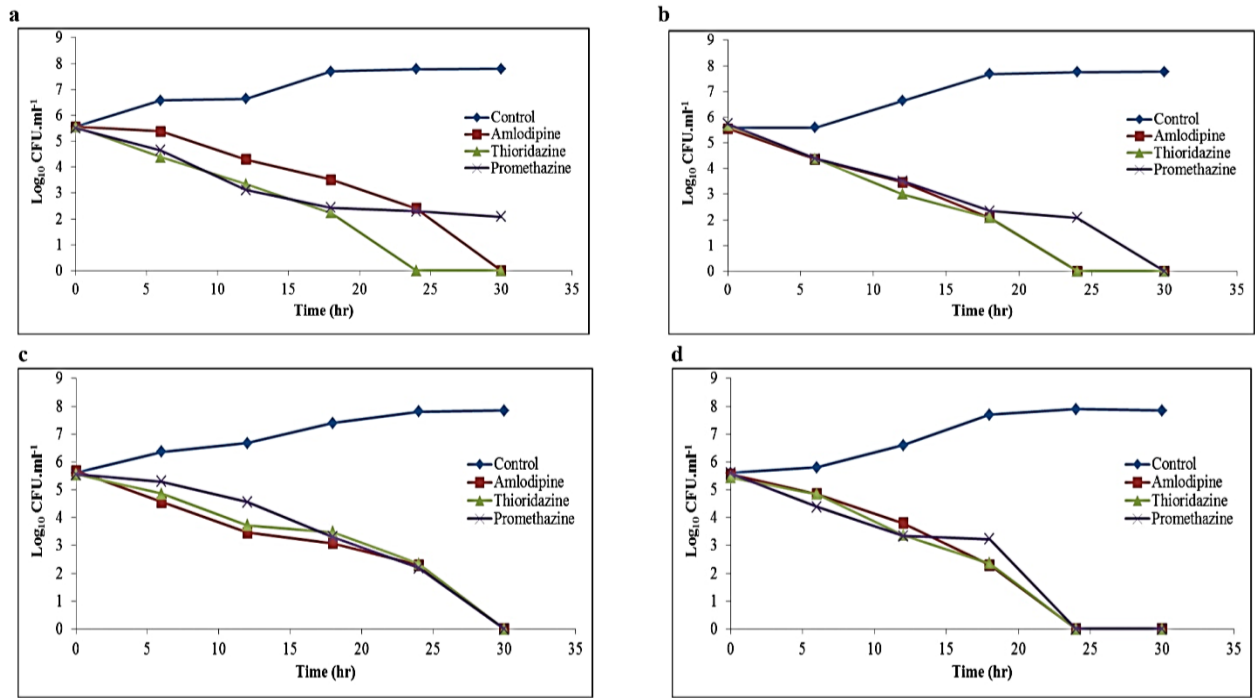 a
9
8
7
6
5
4
3
2
1
0
Log₁₀ CFU.ml⁻¹
Control
Amlodipine
Thioridazine
Promethazine
0 5 10 15 20 25 30 35
Time (hr)
b
9
8
7
6
5
4
3
2
1
0
Log₁₀ CFU.ml⁻¹
Control
Amlodipine
Thioridazine
Promethazine
0 5 10 15 20 25 30 35
Time (hr)
c
9
8
7
6
5
4
3
2
1
0
Log₁₀ CFU.ml⁻¹
Control
Amlodipine
Thioridazine
Promethazine
0 5 10 15 20 25 30 35
Time (hr)
d
9
8
7
6
5
4
3
2
1
0
Log₁₀ CFU.ml⁻¹
Control
Amlodipine
Thioridazine
Promethazine
0 5 10 15 20 25 30 35
Time (hr)